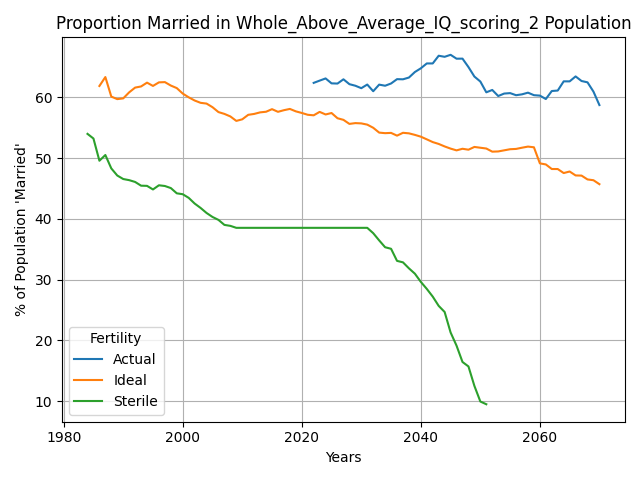 Proportion Married in Whole_Above_Average_IQ_scoring_2 Population
% of Population 'Married'
60
50
40
30
20
10
Fertility
Actual
Ideal
Sterile
1980 2000 2020 2040 2060
Years